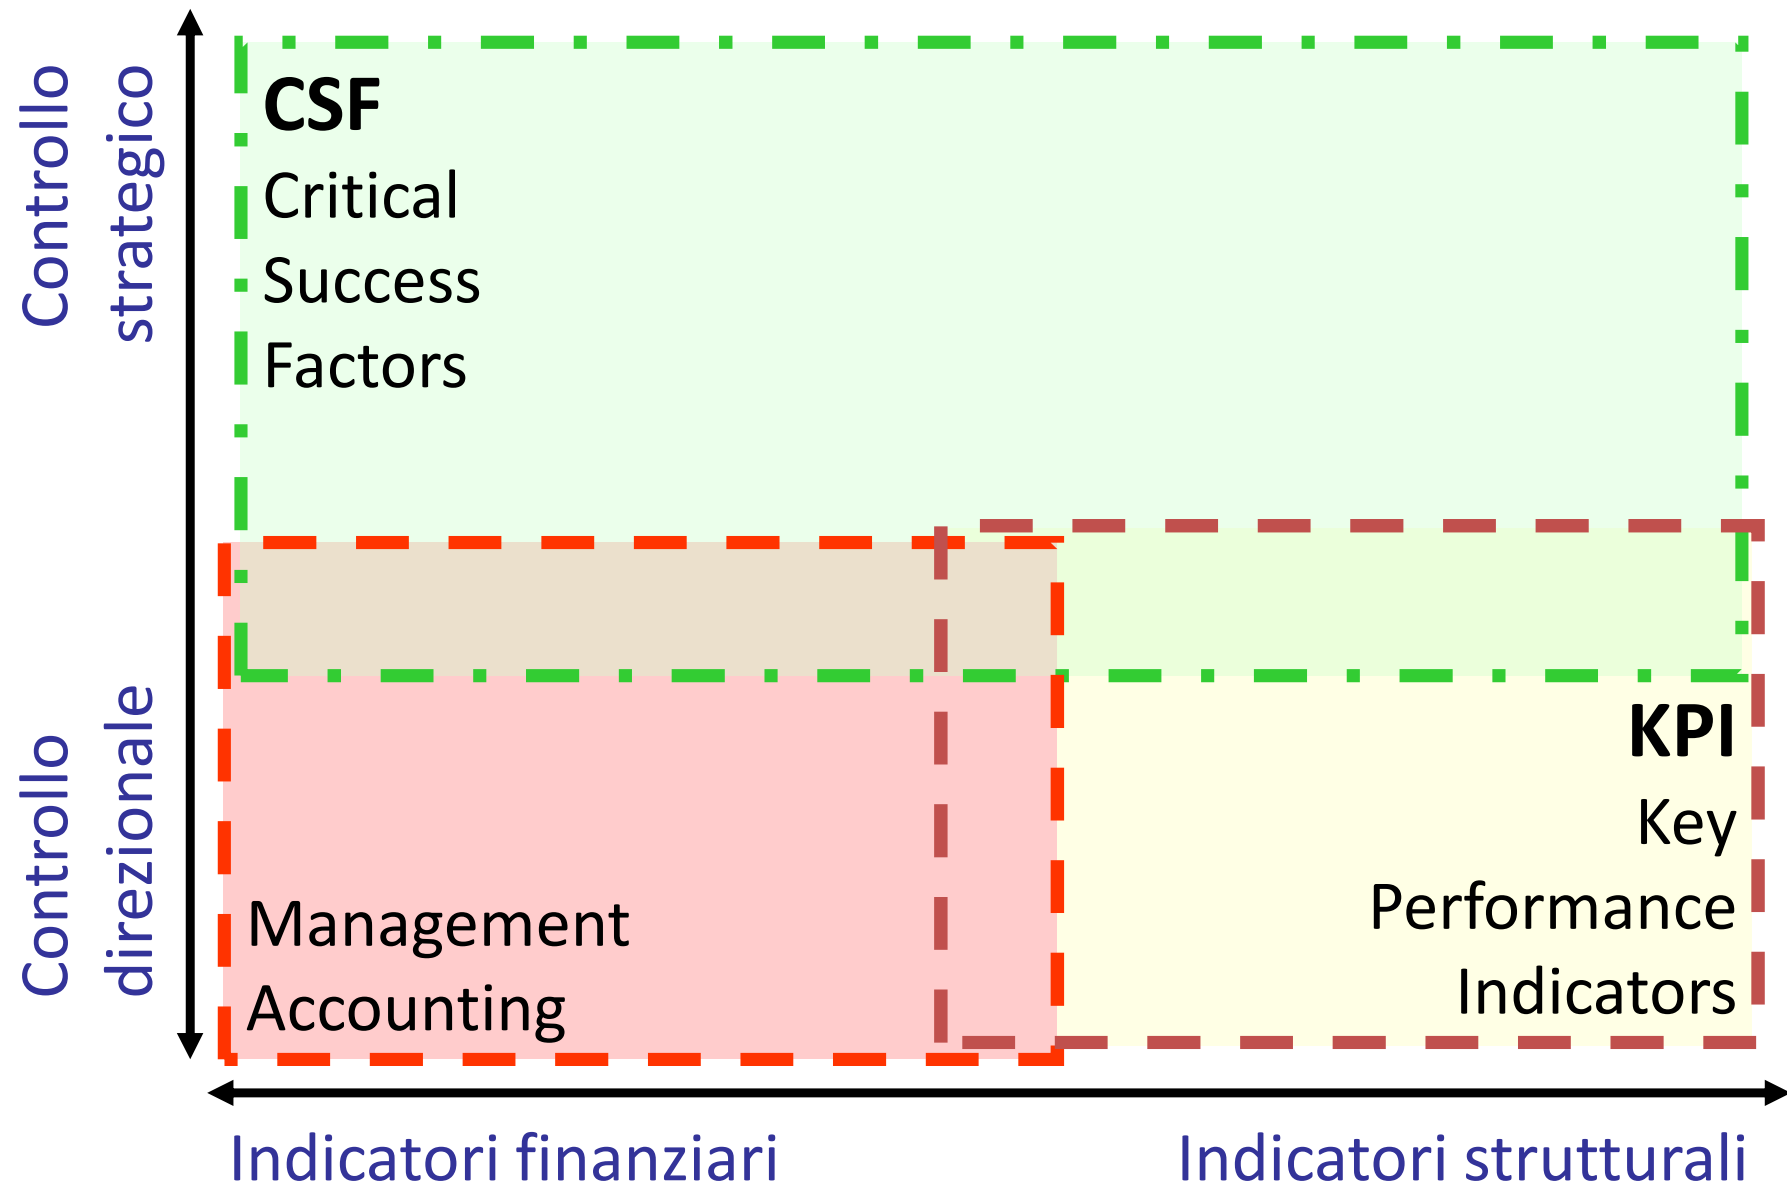 Controllo
strategico
CSF
Critical
Success
Factors
Controllo
direzionale
Management
Accounting
KPI
Key
Performance
Indicators
Indicatori finanziari
Indicatori strutturali